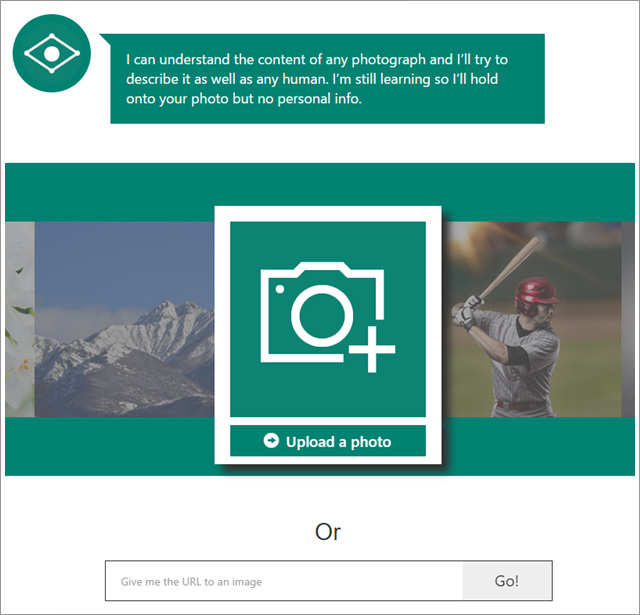 I can understand the content of any photograph and I'll try to
describe it as well as any human. I'm still learning so I'll hold
onto your photo but no personal info.
Upload a photo
Or
Give me the URL to an image
Go!